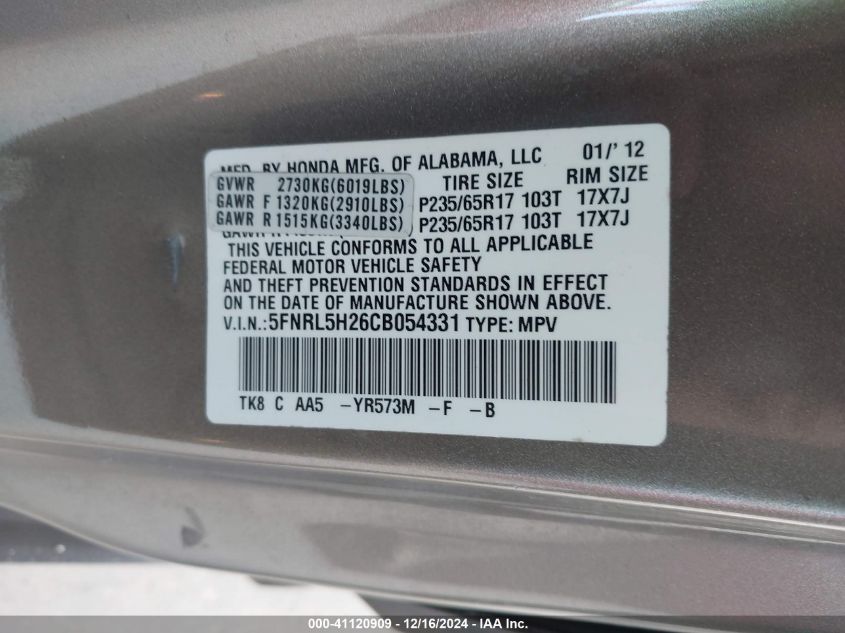 MFD. BY HONDA MFG. OF ALABAMA, LLC 01/' 12
TIRE SIZE RIM SIZE
GVWR 2730KG(6019LBS)
GAWR F 1320KG(2910LBS) P235/65R17 103T 17X7J
GAWR R 1515KG(3340LBS) P235/65R17 103T 17X7J
THIS VEHICLE CONFORMS TO ALL APPLICABLE
FEDERAL MOTOR VEHICLE SAFETY
AND THEFT PREVENTION STANDARDS IN EFFECT
ON THE DATE OF MANUFACTURE SHOWN ABOVE.
V.I.N.:5FNRL5H26CB054331 TYPE: MPV
TK8 C AA5 -YR573M -F -B
000-41120909 - 12/16/2024 - IAA Inc.